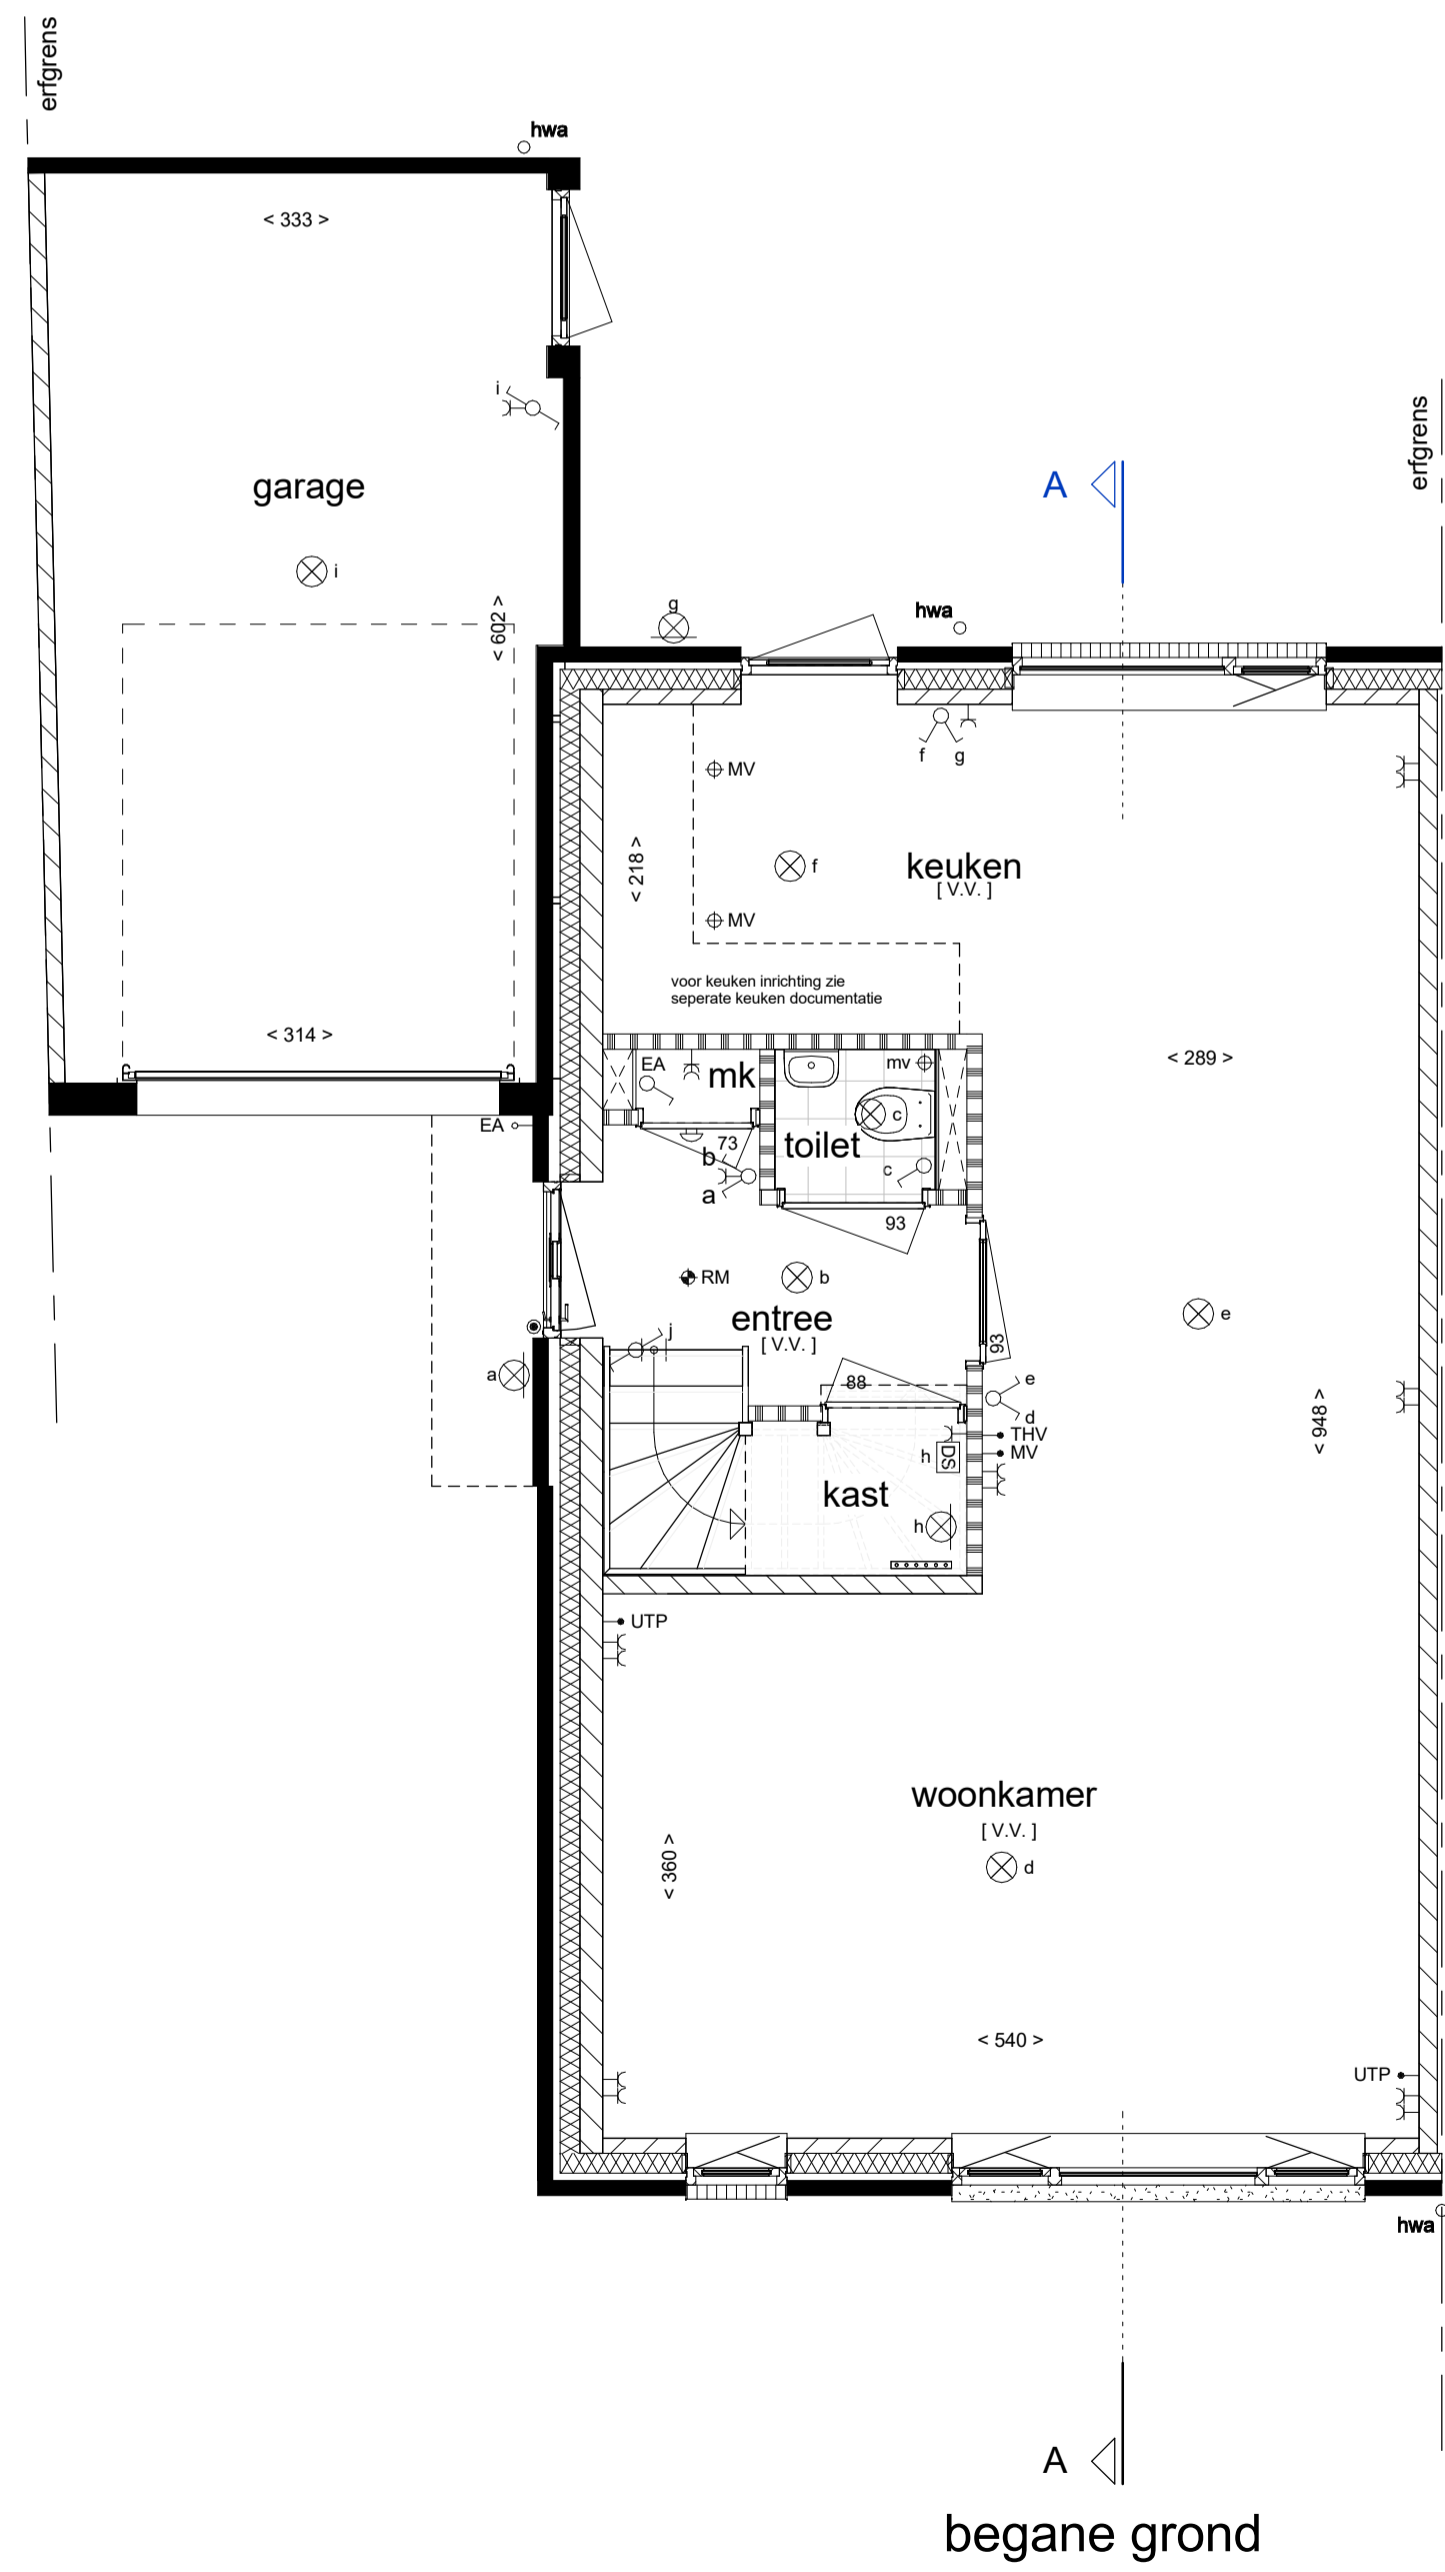 erfgrens
hwa
< 333 >
i
garage
i
erfgrens
A
< 602 >
g
hwa
f g
MV
f
keuken
[ V.V. ]
< 218 >
MV
voor keuken inrichting zie
seperate keuken documentatie
< 314 >
< 289 >
EA
mk
mv
c
EA
toilet
73
b
a
c
93
RM
b
entree
[ V.V. ]
e
93
j
a
88
e
d
THV
MV
h
DS
< 948 >
kast
h
UTP
woonkamer
[ V.V. ]
d
< 360 >
< 540 >
UTP
hwa
A
begane grond